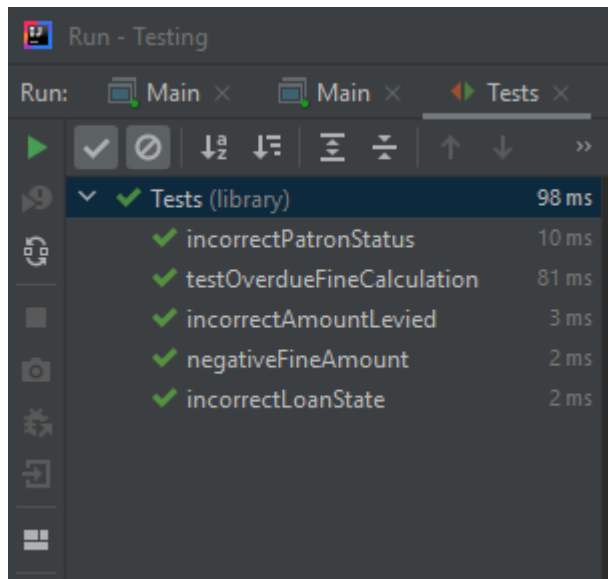 Run - Testing
Run: Main × Main × Tests ×
Tests (library) 98 ms
incorrectPatronStatus 10 ms
testOverdueFineCalculation 81 ms
incorrectAmountLevied 3 ms
negativeFineAmount 2 ms
incorrectLoanState 2 ms